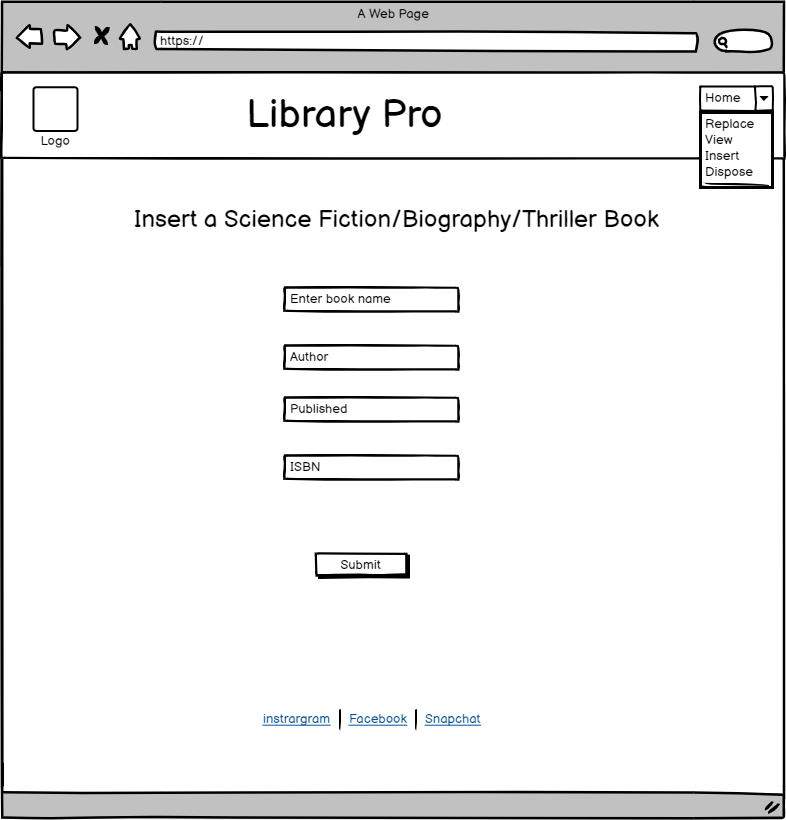 A Web Page
https://
Logo
Library Pro
Home
Replace
View
Insert
Dispose
Insert a Science Fiction/Biography/Thriller Book
Enter book name
Author
Published
ISBN
Submit
instrargram
Facebook
Snapchat